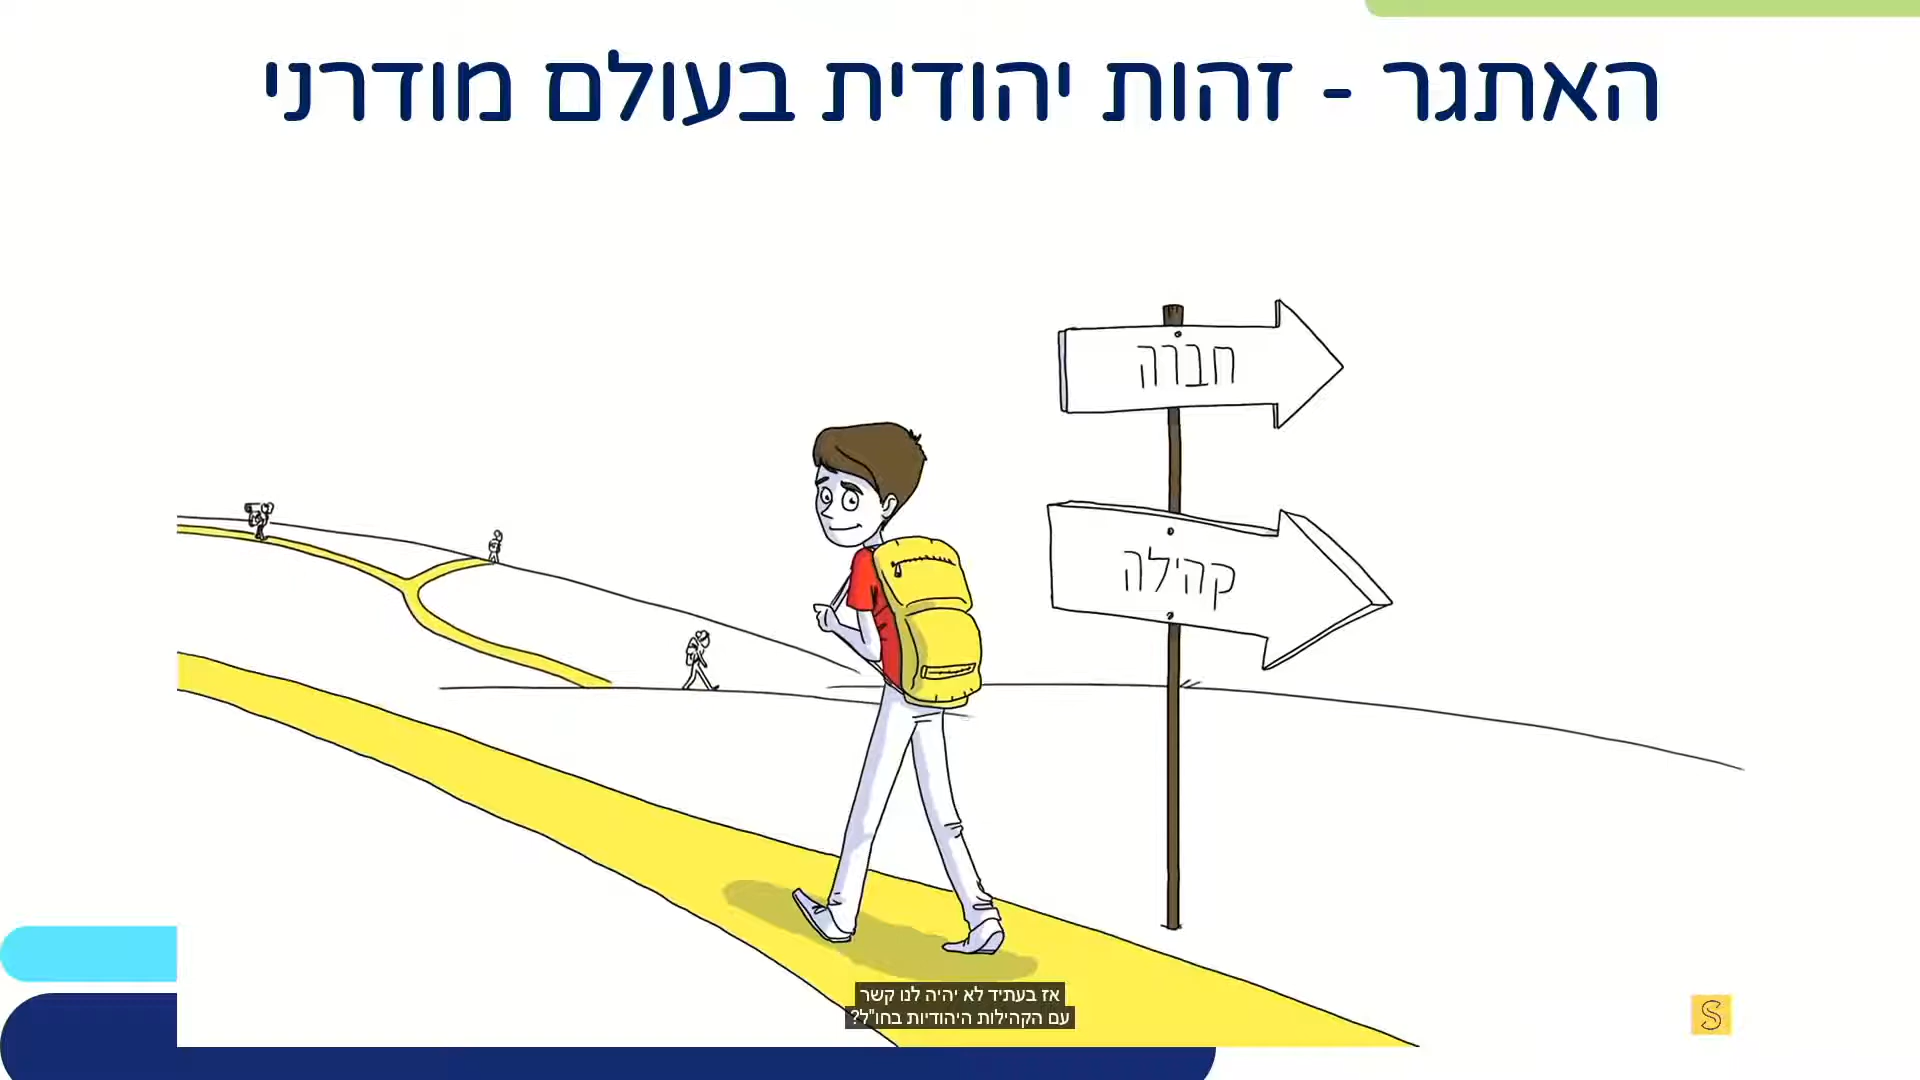 האתגר - זהות יהודית בעולם מודרני
חברה
קהילה
אז בעתיד לא יהיה לנו קשר
עם הקהילות היהודיות בחו"ל?
S